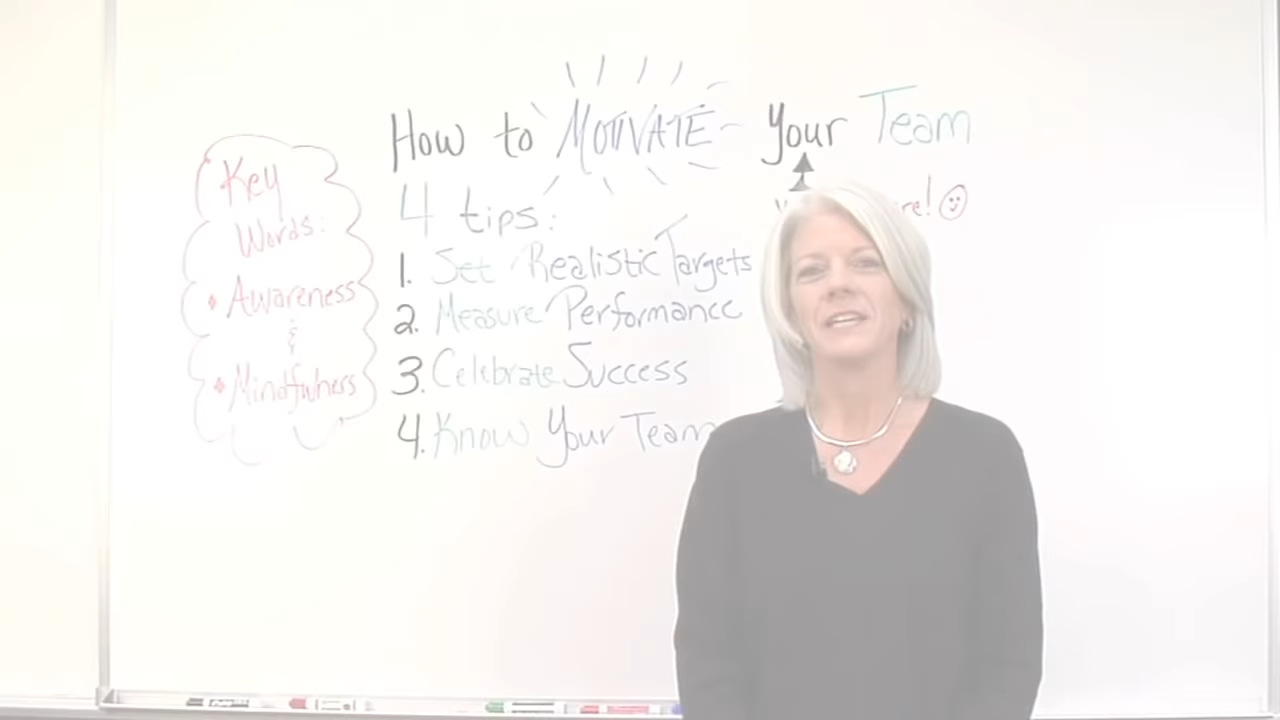 How to MOTIVATE Your Team
4 tips:
1. Set Realistic Targets
2. Measure Performance
3. Celebrate Success
4. Know Your Team
Key
Words:
• Awareness
&
• Mindfulness